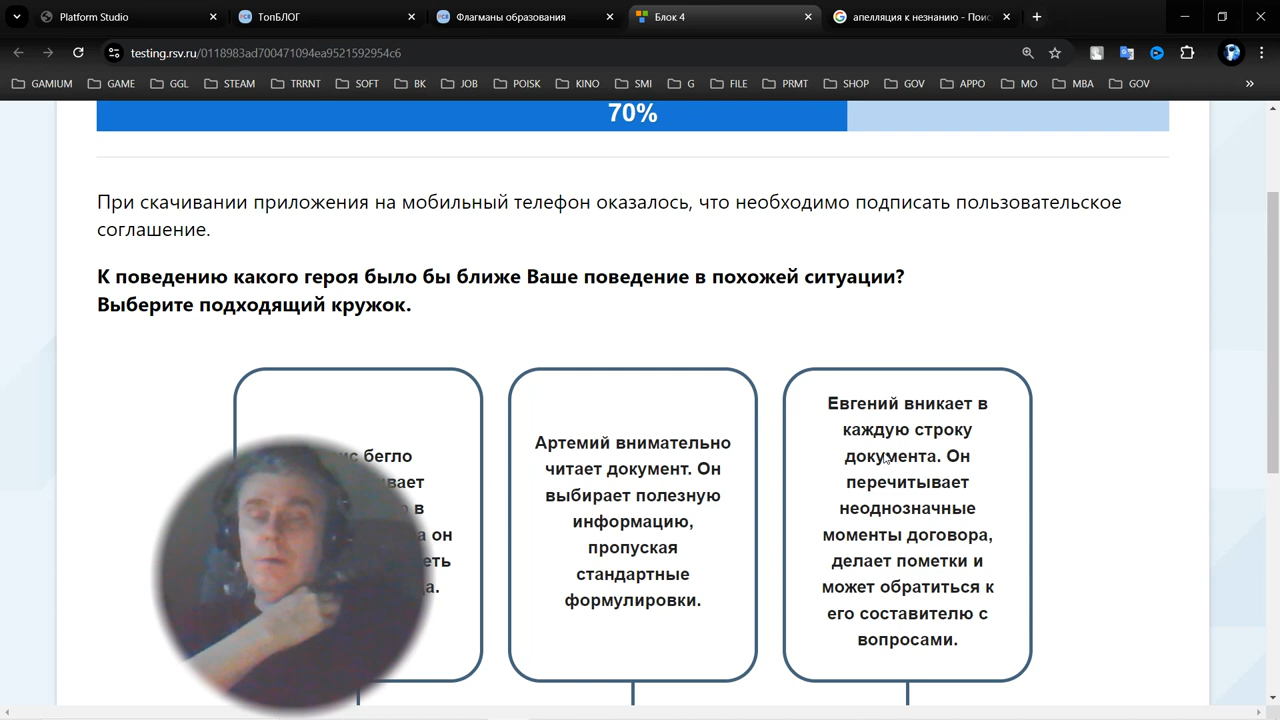 Platform Studio
ТопБЛОГ
Флагманы образования
Блок 4
апелляция к незнанию - Поис
testing.rsv.ru/0118983ad700471094ea9521592954c6
GAMIUM GAME GGL STEAM TRRNT SOFT BK JOB POISK KINO SMI G FILE PRMT SHOP GOV APPO MO MBA GOV
70%
При скачивании приложения на мобильный телефон оказалось, что необходимо подписать пользовательское
соглашение.
К поведению какого героя было бы ближе Ваше поведение в похожей ситуации?
Выберите подходящий кружок.
бегло
в
он
Артемий внимательно
читает документ. Он
выбирает полезную
информацию,
пропуская
стандартные
формулировки.
Евгений вникает в
каждую строку
документа. Он
перечитывает
неоднозначные
моменты договора,
делает пометки и
может обратиться к
его составителю с
вопросами.